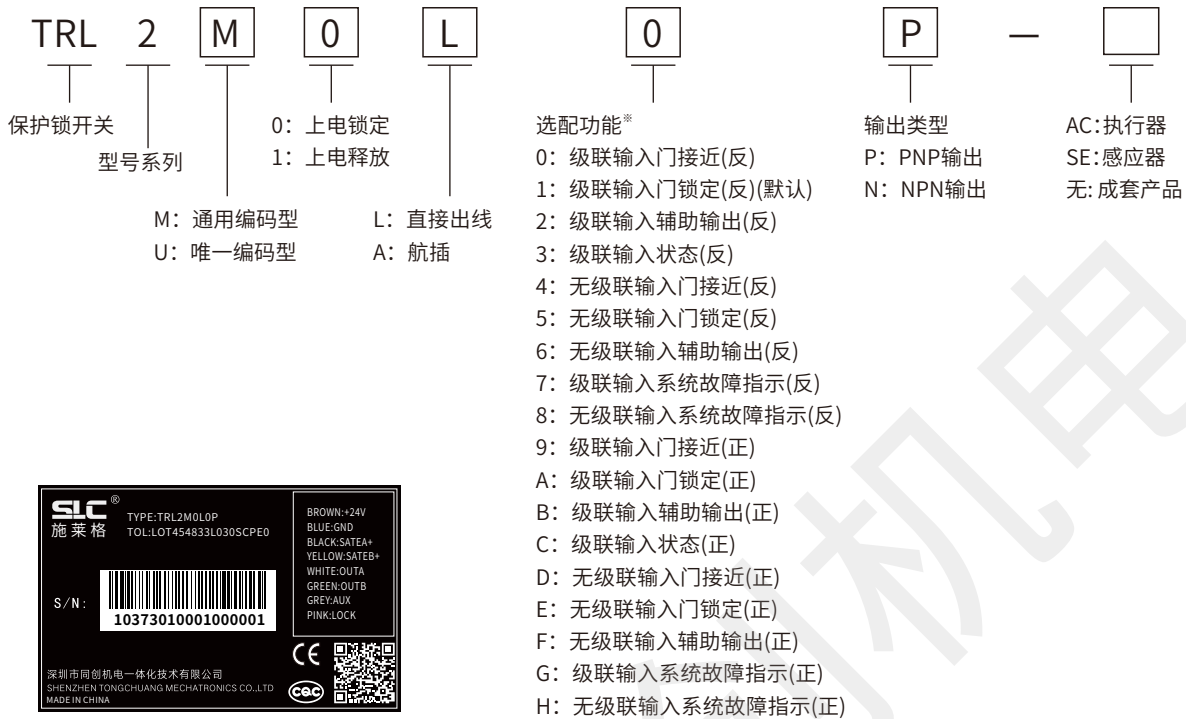 TRL 2 M 0 L 0 P —
保护锁开关
型号系列
M：通用编码型
U：唯一编码型
0：上电锁定
1：上电释放
L：直接出线
A：航插
选配功能※
0：级联输入门接近(反)
1：级联输入门锁定(反)(默认)
2：级联输入辅助输出(反)
3：级联输入状态(反)
4：无级联输入门接近(反)
5：无级联输入门锁定(反)
6：无级联输入辅助输出(反)
7：级联输入系统故障指示(反)
8：无级联输入系统故障指示(反)
9：级联输入门接近(正)
A：级联输入门锁定(正)
B：级联输入辅助输出(正)
C：级联输入状态(正)
D：无级联输入门接近(正)
E：无级联输入门锁定(正)
F：无级联输入辅助输出(正)
G：级联输入系统故障指示(正)
H：无级联输入系统故障指示(正)
输出类型
P：PNP输出
N：NPN输出
AC：执行器
SE：感应器
无: 成套产品
SLC®
施莱格
TYPE:TRL2M0L0P
TOL:LOT454833L030SCPE0
S/N:
10373010001000001
BROWN:+24V
BLUE:GND
BLACK:SATEA+
YELLOW:SATEB+
WHITE:OUTA
GREEN:OUTB
GREY:AUX
PINK:LOCK
CE
CQC
深圳市同创机电一体化技术有限公司
SHENZHEN TONGCHUANG MECHATRONICS CO.,LTD
MADE IN CHINA
创机电